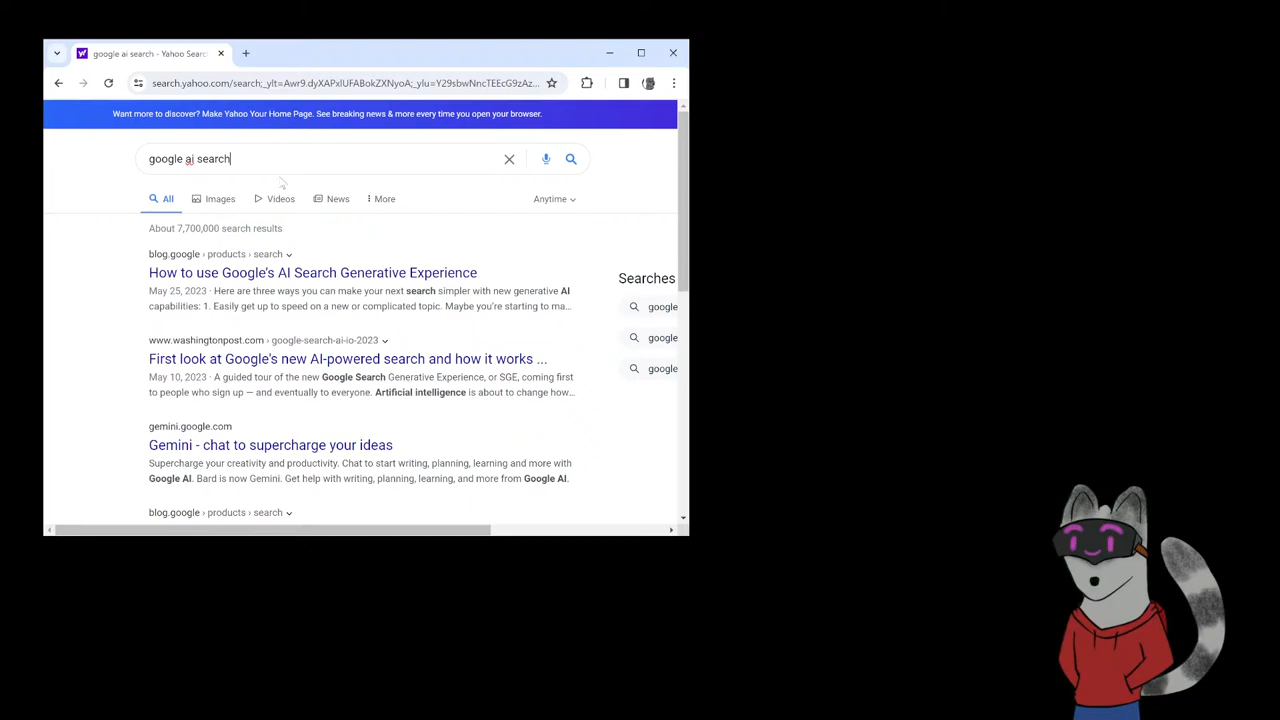 google ai search - Yahoo Searc
search.yahoo.com/search;_ylt=Awr9.dyXAPxlUFABokZXNyoA;_ylu=Y29sbwNncTEEcG9zAz...
Want more to discover? Make Yahoo Your Home Page. See breaking news & more every time you open your browser.
google ai search
All Images Videos News More Anytime
About 7,700,000 search results
blog.google › products › search
How to use Google's AI Search Generative Experience
May 25, 2023 · Here are three ways you can make your next search simpler with new generative AI
capabilities: 1. Easily get up to speed on a new or complicated topic. Maybe you're starting to ma...
Searches
google
google
google
www.washingtonpost.com › google-search-ai-io-2023
First look at Google's new AI-powered search and how it works ...
May 10, 2023 · A guided tour of the new Google Search Generative Experience, or SGE, coming first
to people who sign up — and eventually to everyone. Artificial intelligence is about to change how...
gemini.google.com
Gemini - chat to supercharge your ideas
Supercharge your creativity and productivity. Chat to start writing, planning, learning and more with
Google AI. Bard is now Gemini. Get help with writing, planning, learning, and more from Google AI.
blog.google › products › search